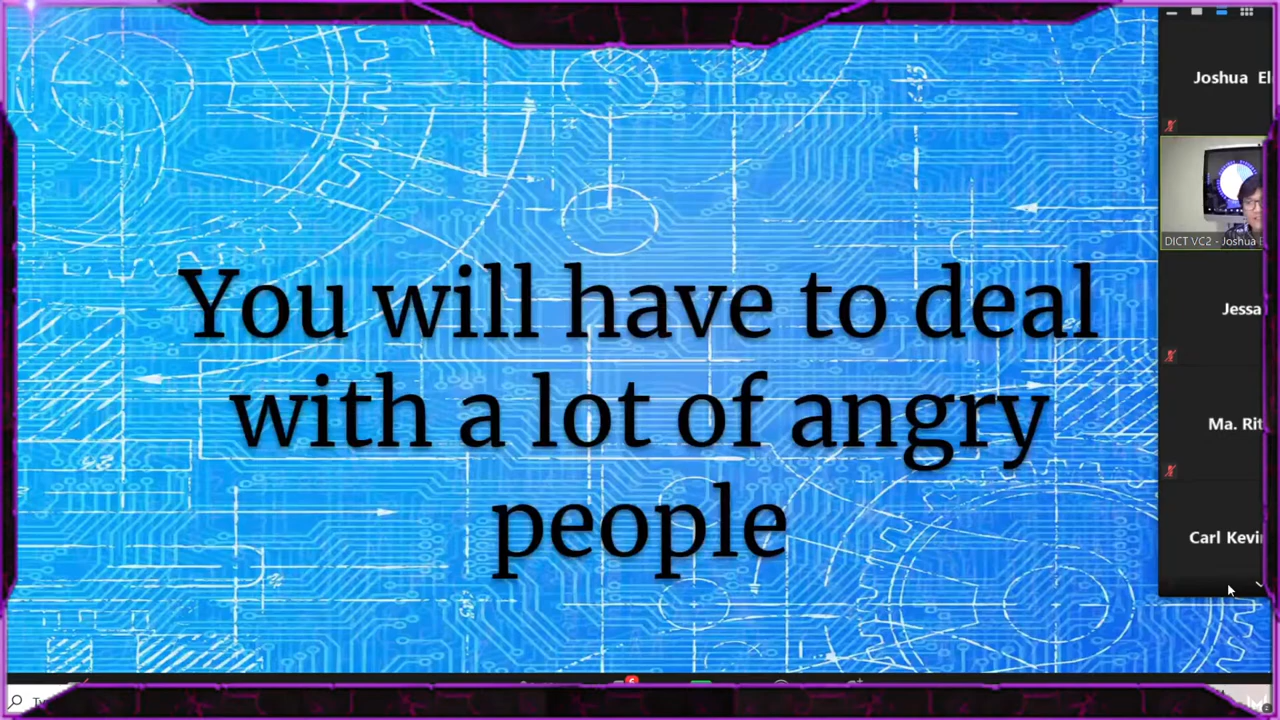 You will have to deal
with a lot of angry
people
Joshua El
DICT VC2 - Joshua E
Jessa
Ma. Rit
Carl Kevi